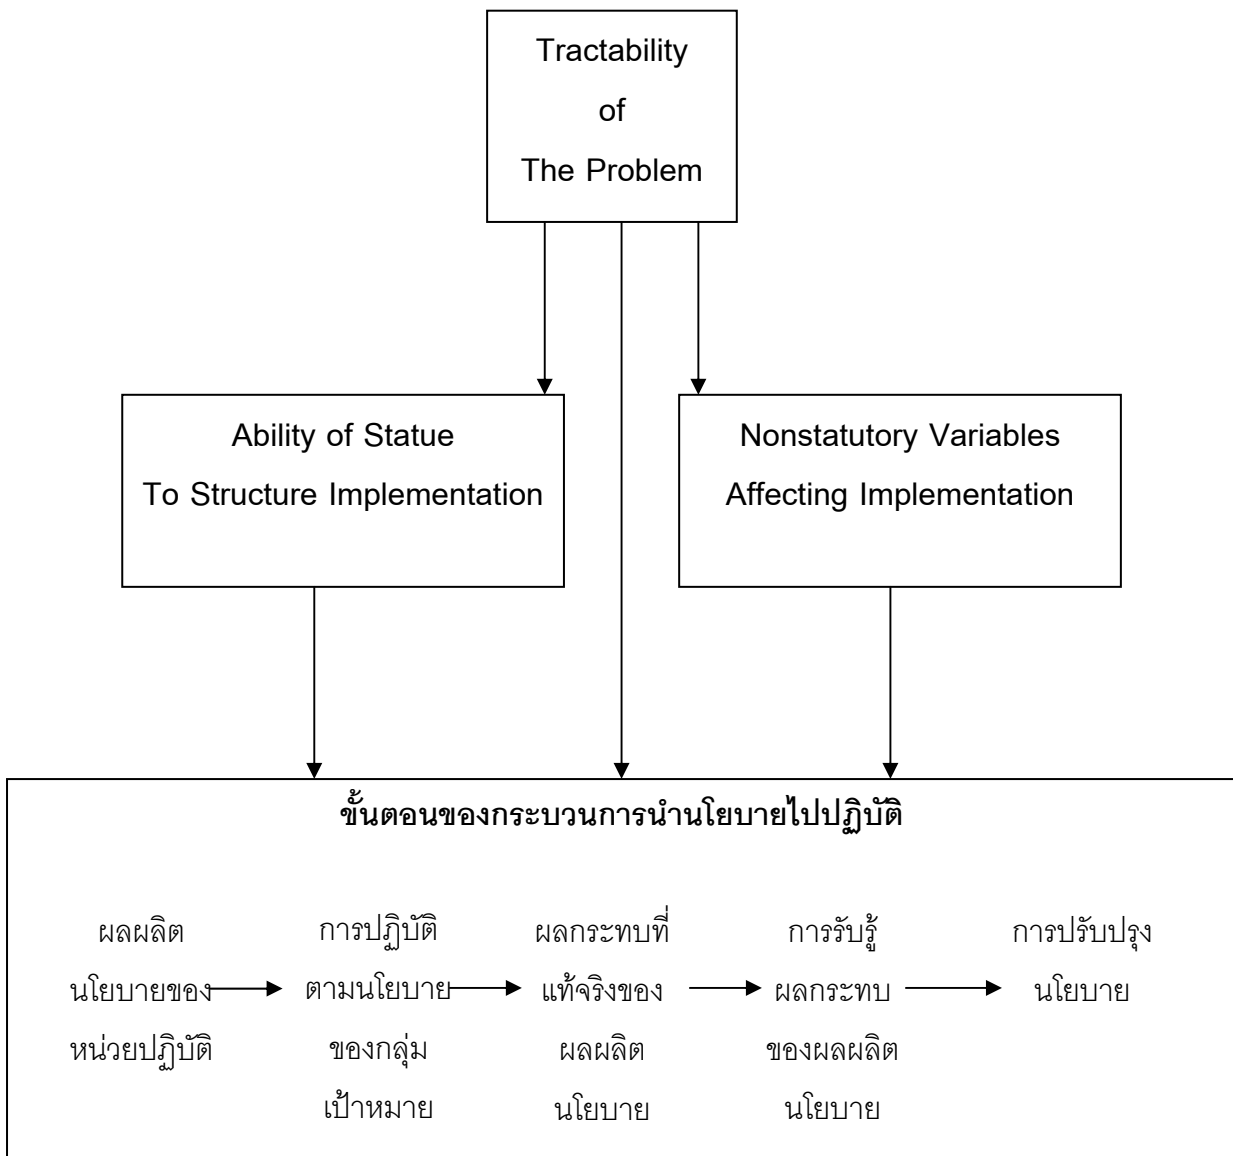 Tractability
of
The Problem
Ability of Statue
To Structure Implementation
Nonstatutory Variables
Affecting Implementation
ขั้นตอนของกระบวนการนำนโยบายไปปฏิบัติ
ผลผลิต
นโยบายของ
หน่วยปฏิบัติ
การปฏิบัติ
ตามนโยบาย
ของกลุ่ม
เป้าหมาย
ผลกระทบที่
แท้จริงของ
ผลผลิต
นโยบาย
การรับรู้
ผลกระทบ
ของผลผลิต
นโยบาย
การปรับปรุง
นโยบาย